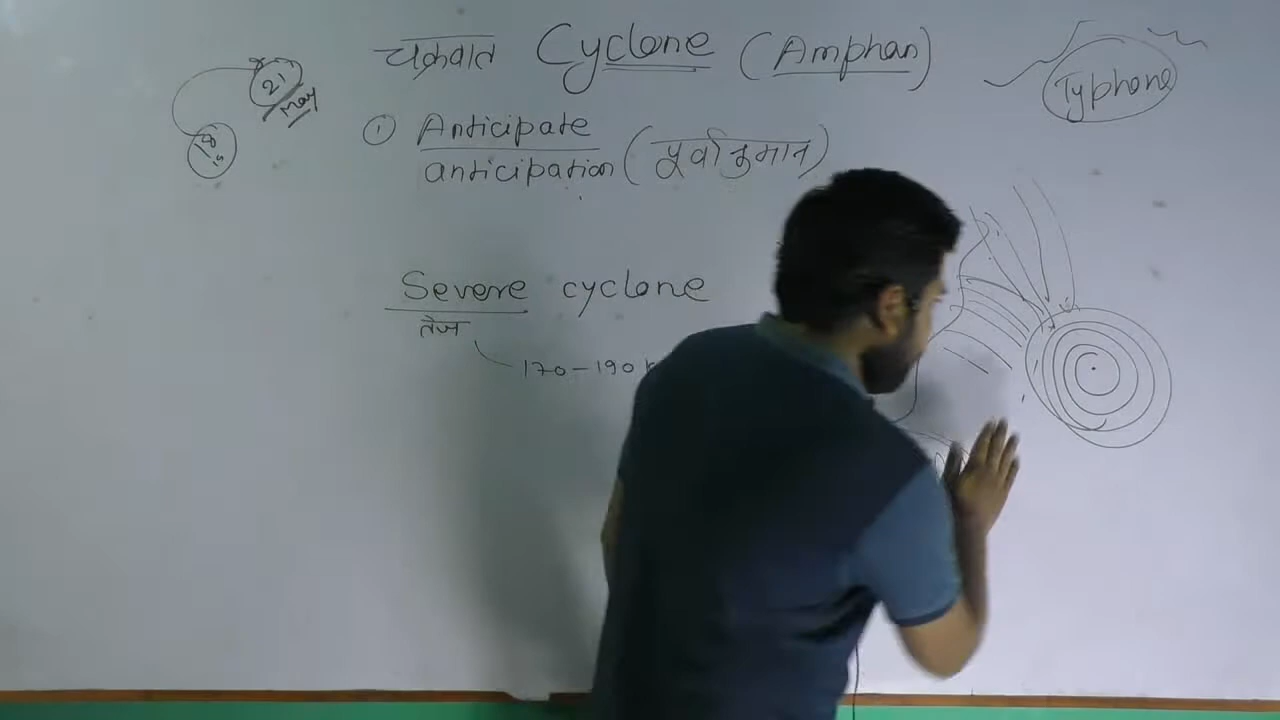 चक्रवात Cyclone (Amphan)
Typhone
21
May
① Anticipate
anticipation (पूर्वानुमान)
Severe cyclone
तेज
170-190